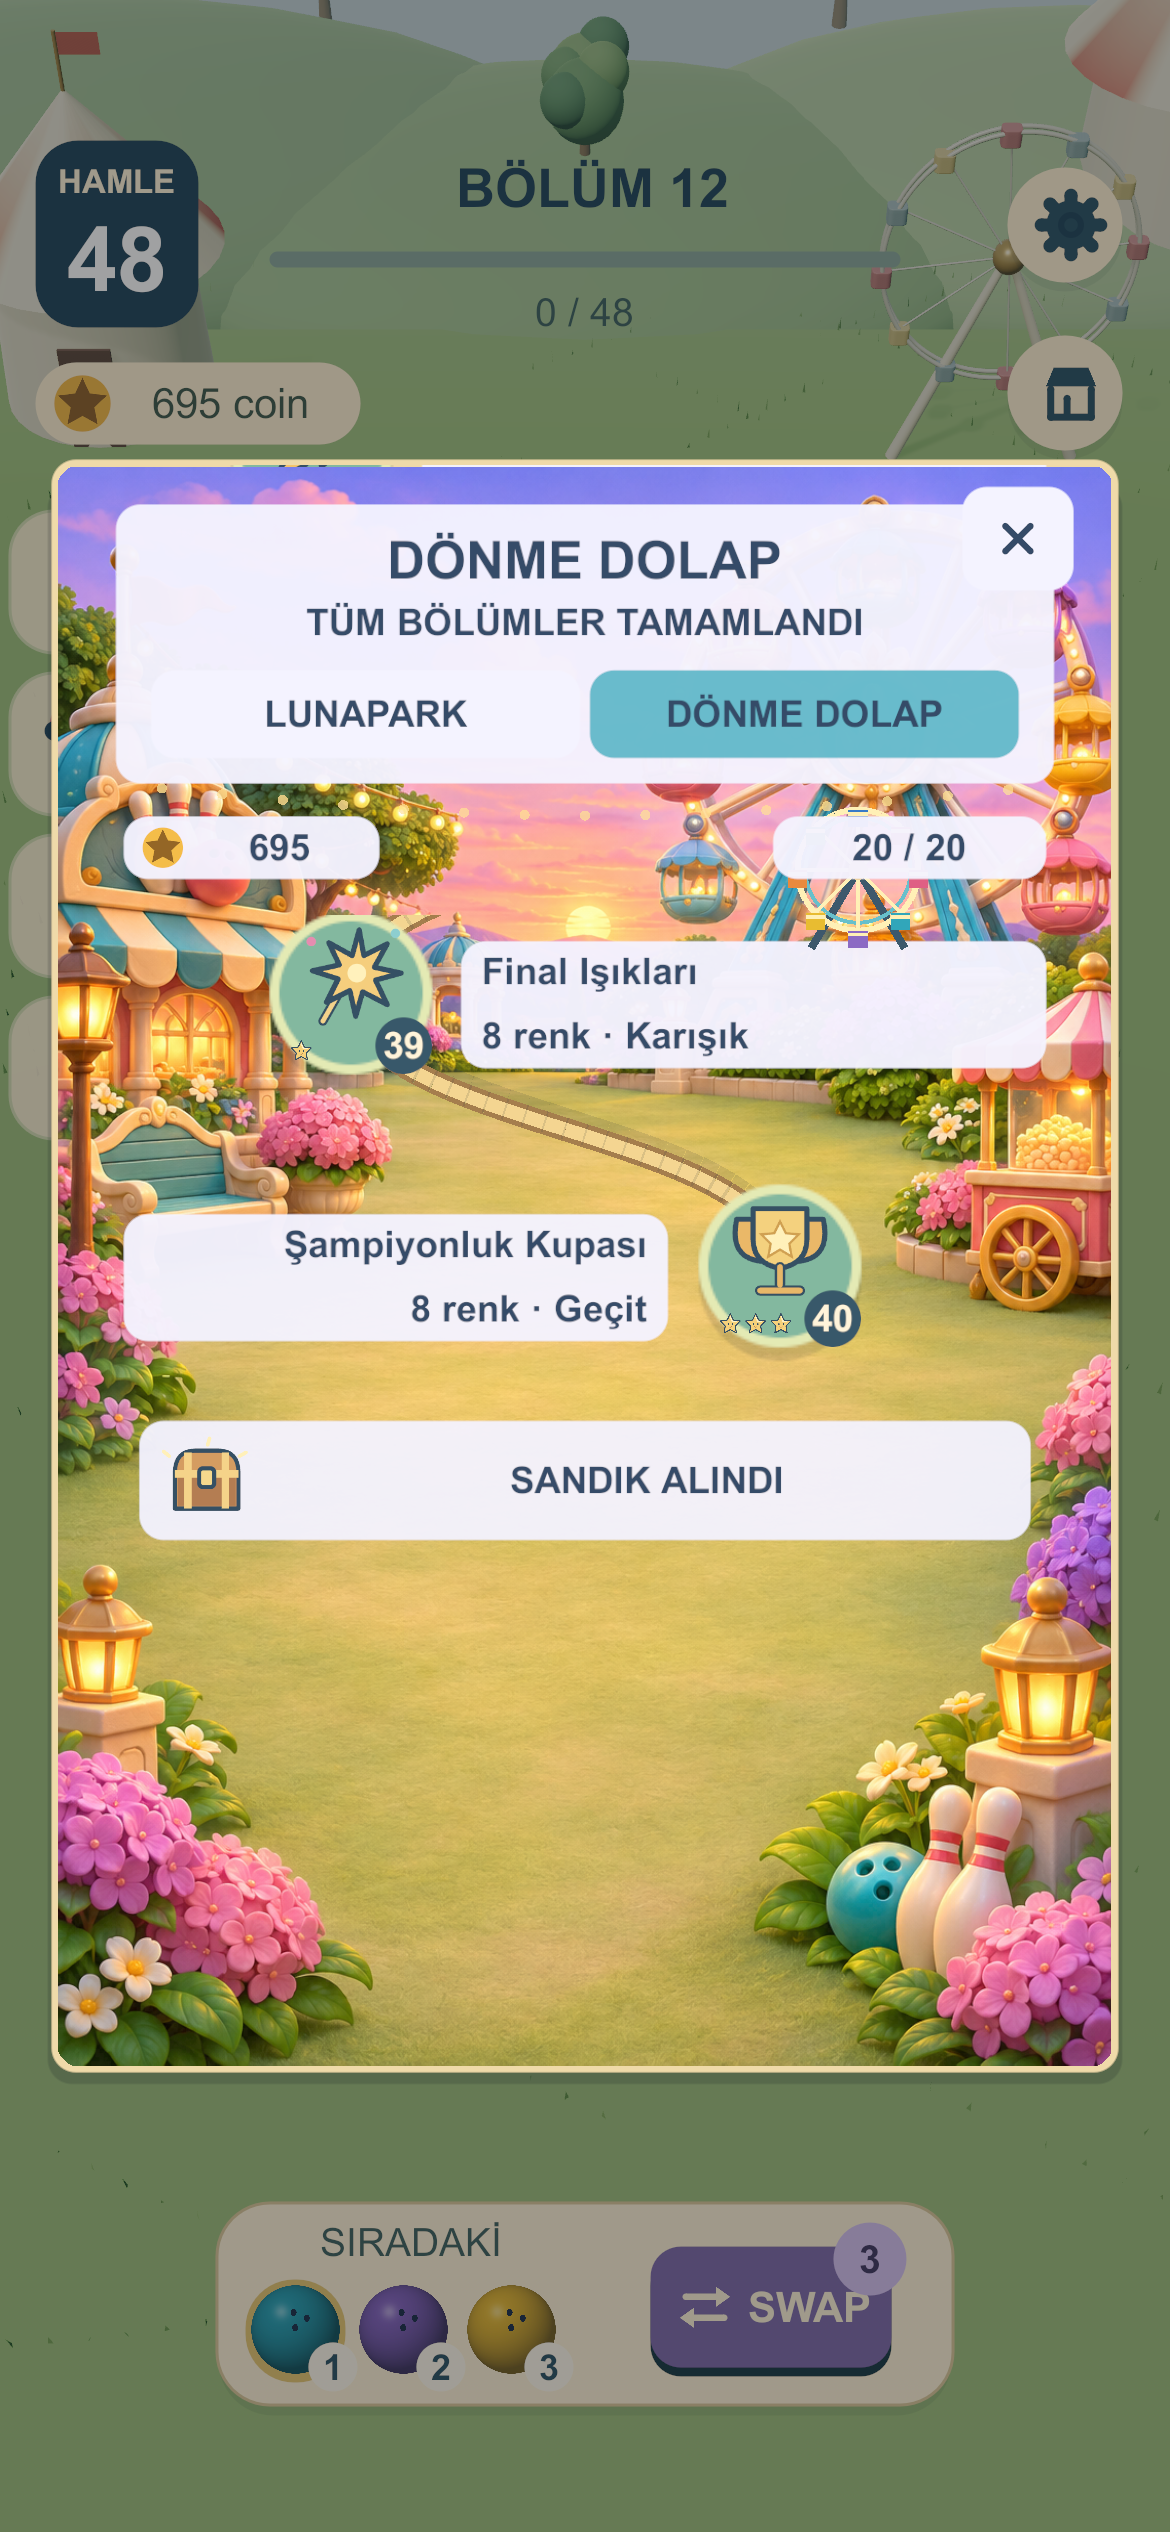 HAMLE
48
BÖLÜM 12
0 / 48
695 coin
DÖNME DOLAP
TÜM BÖLÜMLER TAMAMLANDI
LUNAPARK
DÖNME DOLAP
695
20 / 20
39
Final Işıkları
8 renk · Karışık
Şampiyonluk Kupası
8 renk · Geçit
40
SANDIK ALINDI
SIRADAKİ
1
2
3
SWAP
3